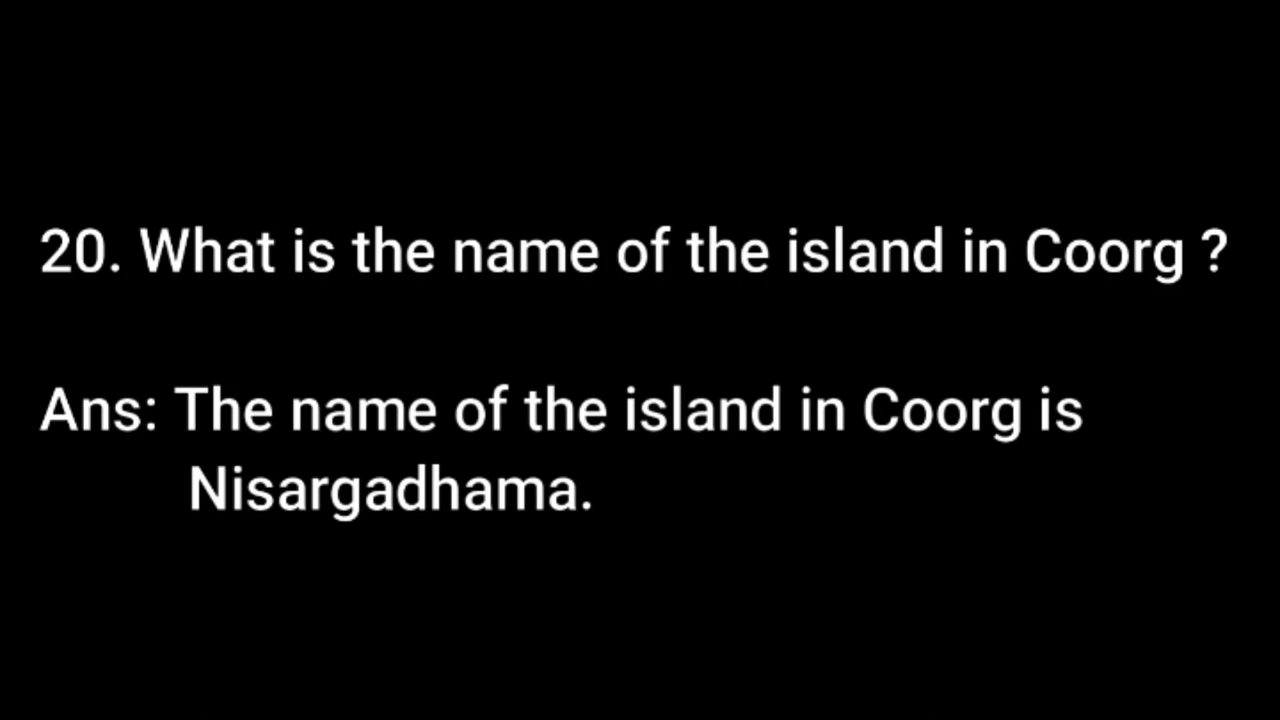 20. What is the name of the island in Coorg ?
Ans: The name of the island in Coorg is
Nisargadhama.